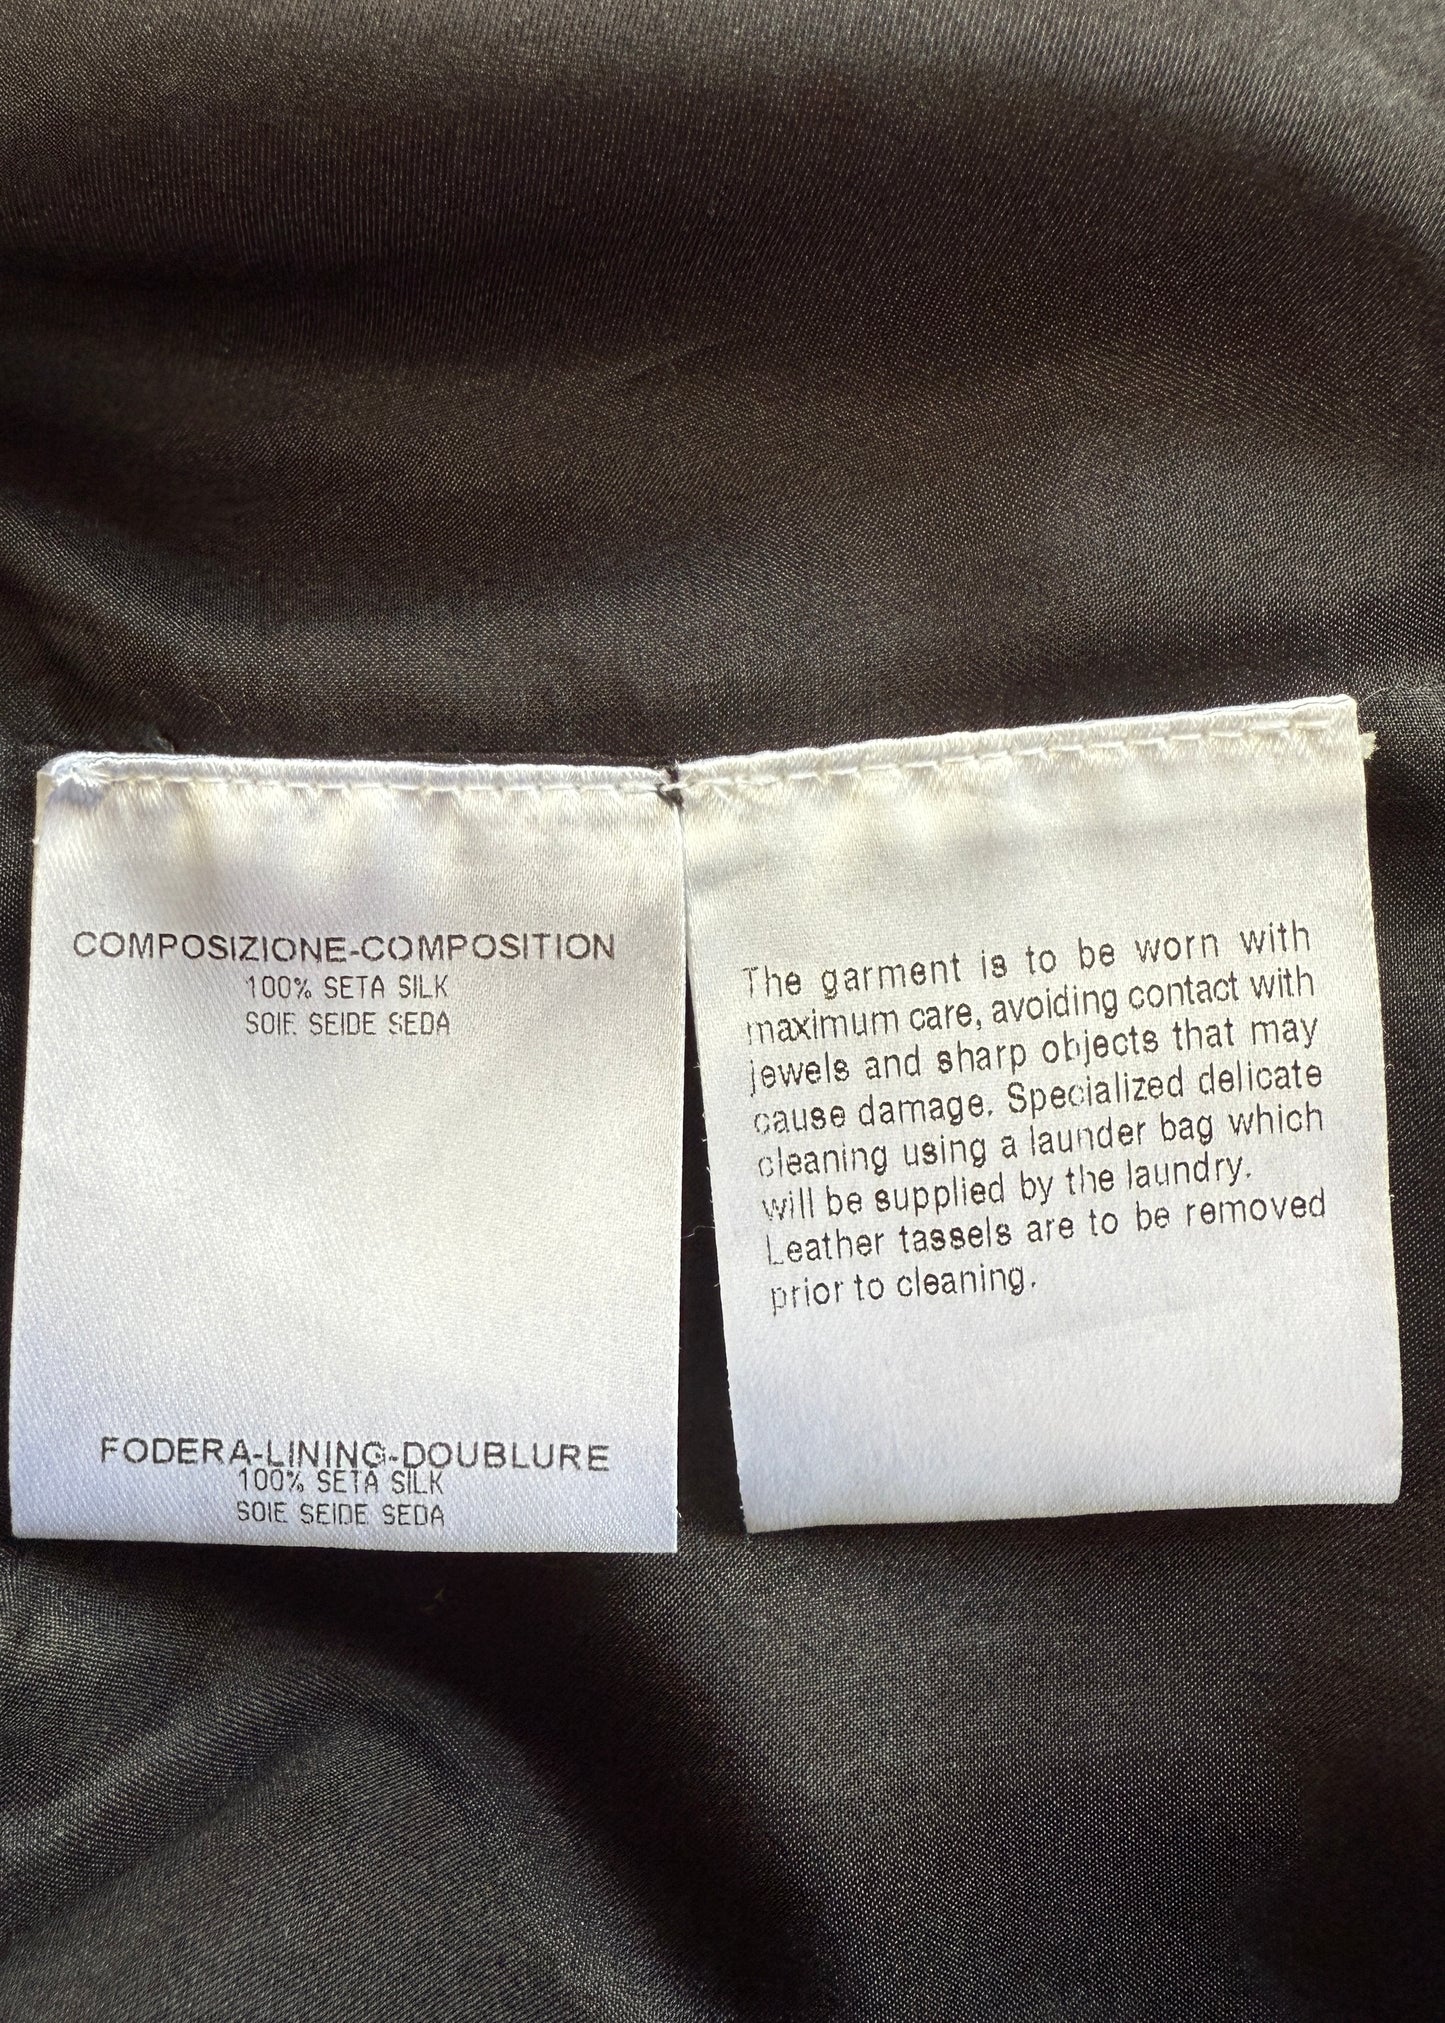 COMPOSIZIONE-COMPOSITION
100% SETA SILK
SOIE SEIDE SEDA
FODERA-LINING-DOUBLURE
100% SETA SILK
SOIE SEIDE SEDA
The garment is to be worn with
maximum care, avoiding contact with
jewels and sharp objects that may
cause damage. Specialized delicate
cleaning using a launder bag which
will be supplied by the laundry.
Leather tassels are to be removed
prior to cleaning.